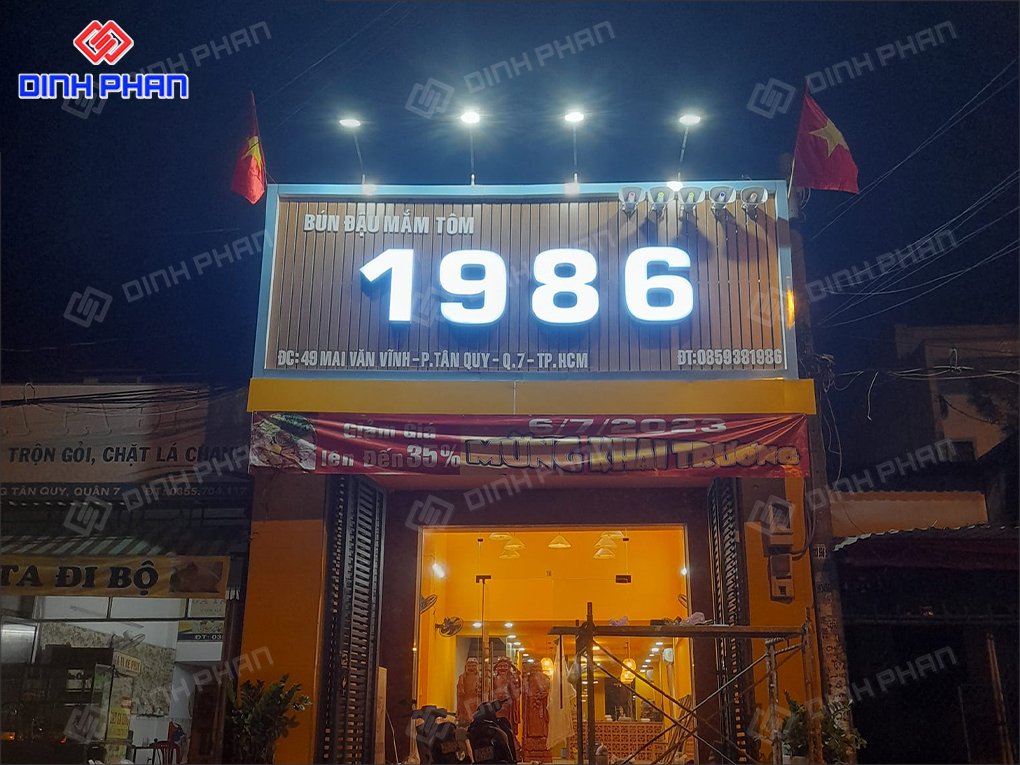 DINH PHAN
BÚN ĐẬU MẮM TÔM
1986
ĐC: 49 MAI VĂN VĨNH - P.TÂN QUY - Q.7 - TP.HCM
ĐT:0859381986
6/7/2023
Giảm Giá
lên Đến 35%
MỪNG KHAI TRƯƠNG
TRỘN GỎI, CHẶT LÁ
G TÂN QUY, QUẬN 7
TA ĐI BỘ